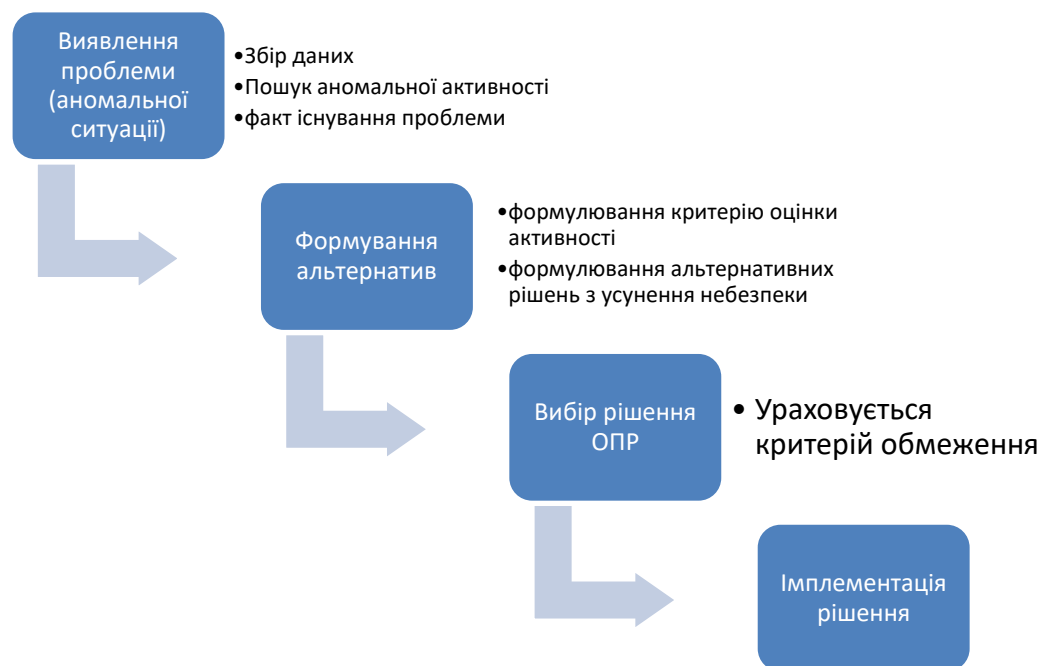 Виявлення
проблеми
(аномальної
ситуації)
•Збір даних
•Пошук аномальної активності
•факт існування проблеми
Формування
альтернатив
•формулювання критерію оцінки
активності
•формулювання альтернативних
рішень з усунення небезпеки
Вибір рішення
ОПР
• Ураховується
критерій обмеження
Імплементація
рішення